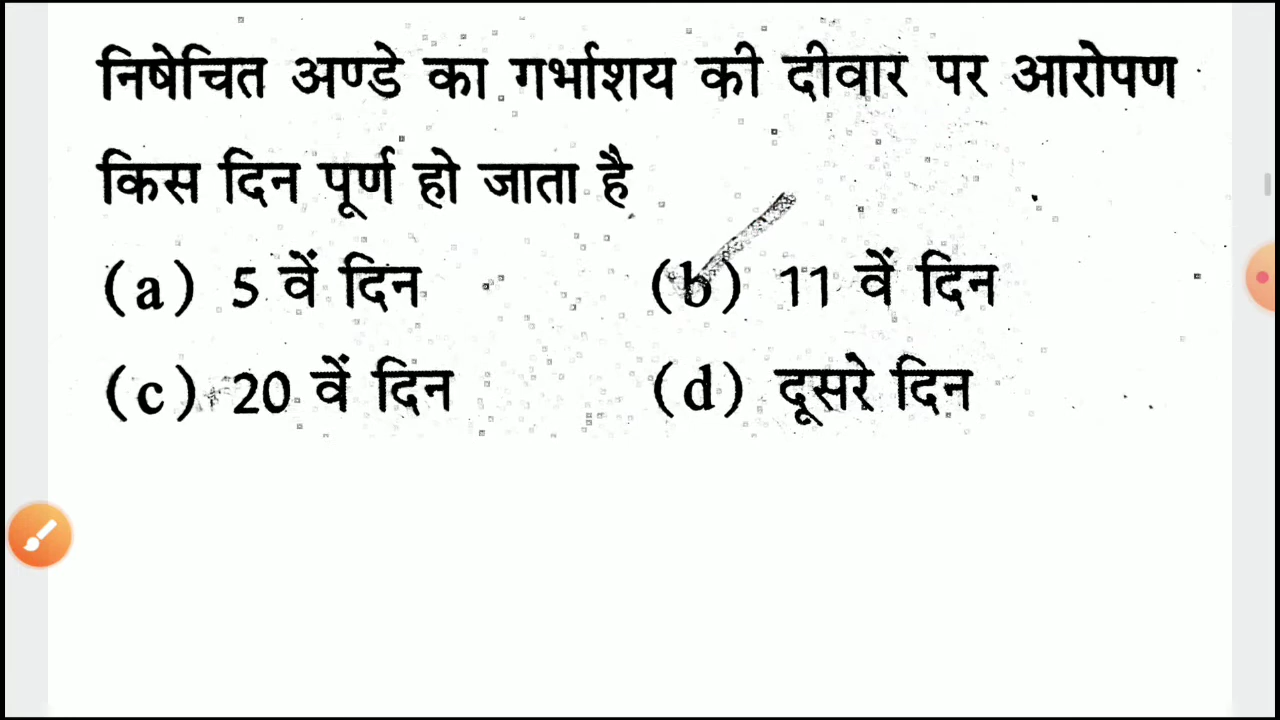 निषेचित अण्डे का गर्भाशय की दीवार पर आरोपण
किस दिन पूर्ण हो जाता है
(a) 5 वें दिन (b) 11 वें दिन
(c) 20 वें दिन (d) दूसरे दिन